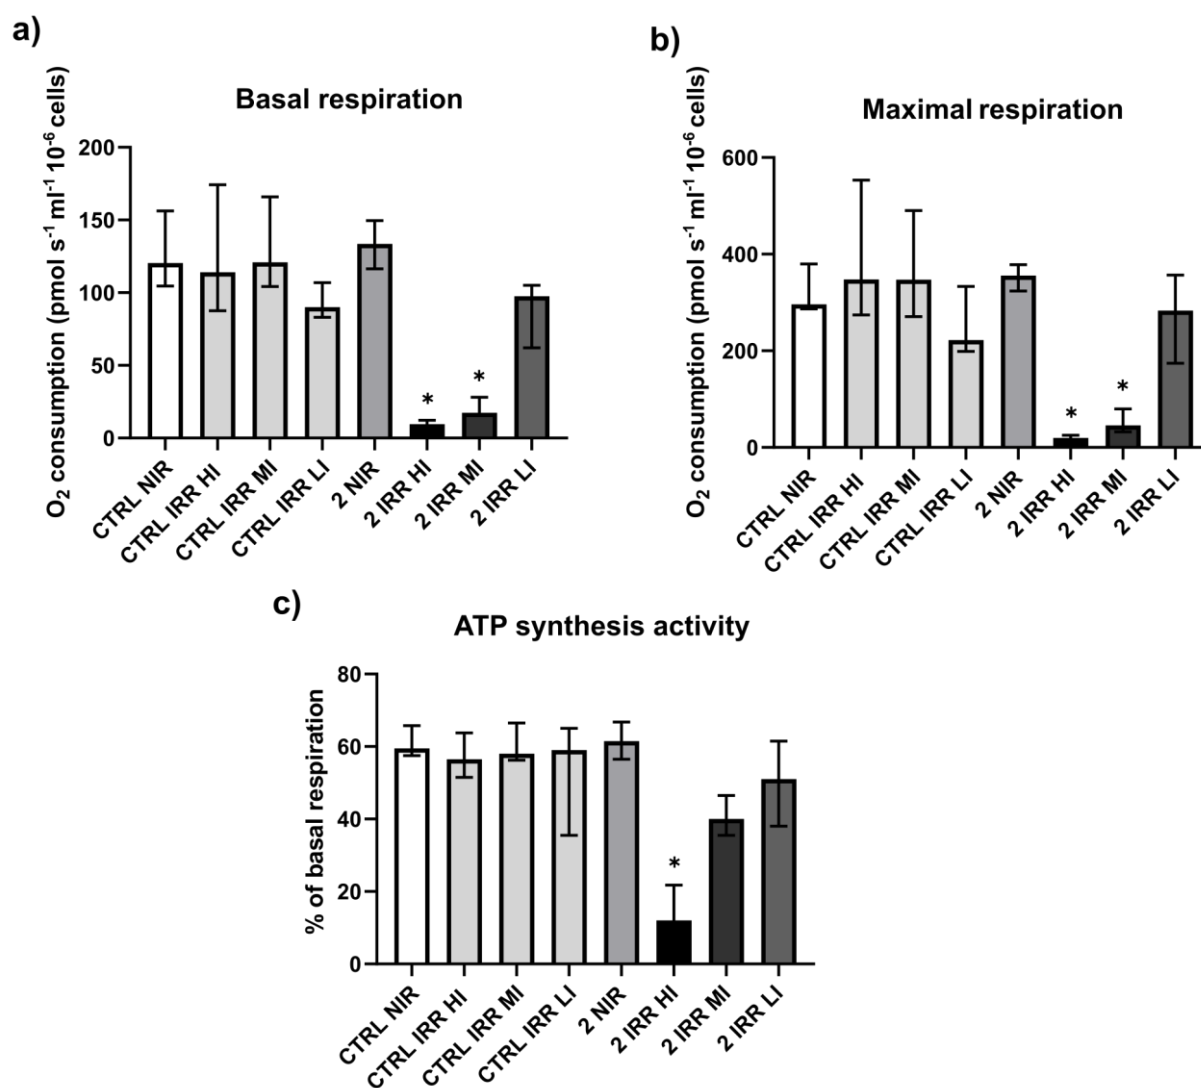 a)
Basal respiration
O₂ consumption (pmol s⁻¹ ml⁻¹ 10⁻⁶ cells)
200
150
100
50
0
*
*
CTRL NIR
CTRL IRR HI
CTRL IRR MI
CTRL IRR LI
2 NIR
2 IRR HI
2 IRR MI
2 IRR LI
b)
Maximal respiration
O₂ consumption (pmol s⁻¹ ml⁻¹ 10⁻⁶ cells)
600
400
200
0
*
*
CTRL NIR
CTRL IRR HI
CTRL IRR MI
CTRL IRR LI
2 NIR
2 IRR HI
2 IRR MI
2 IRR LI
c)
ATP synthesis activity
% of basal respiration
80
60
40
20
0
*
CTRL NIR
CTRL IRR HI
CTRL IRR MI
CTRL IRR LI
2 NIR
2 IRR HI
2 IRR MI
2 IRR LI